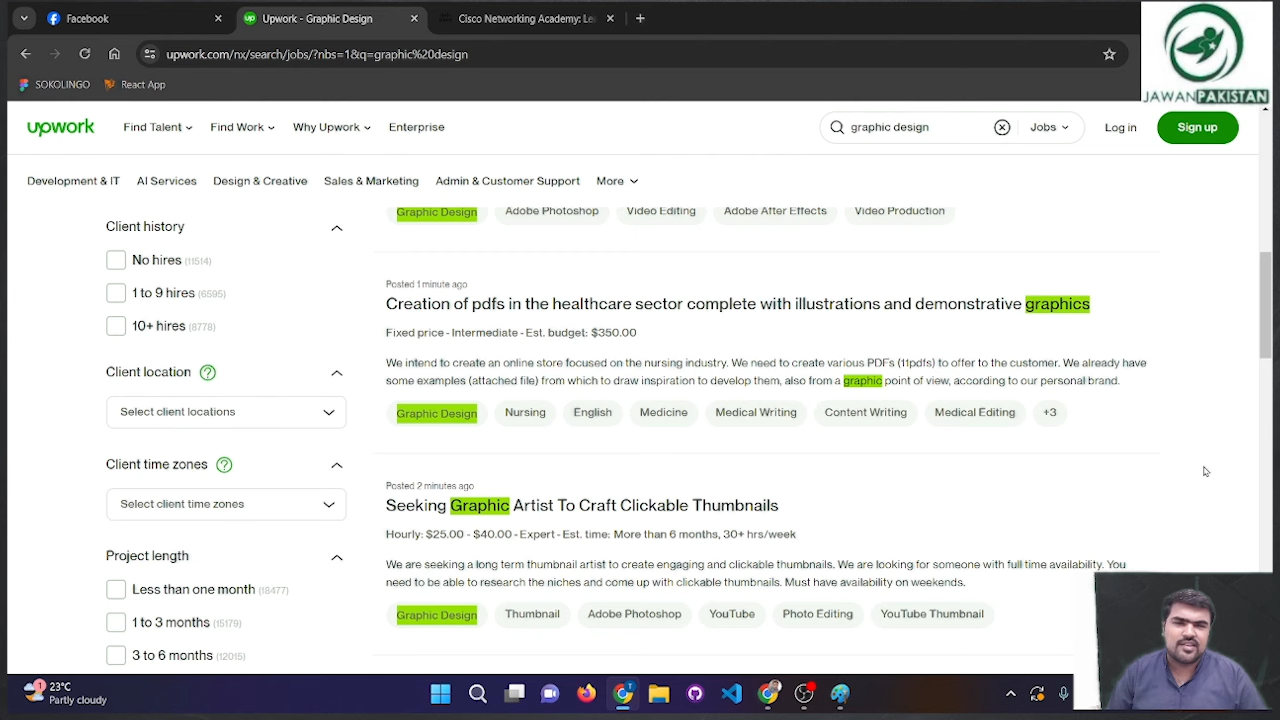 Facebook
Upwork - Graphic Design
Cisco Networking Academy: Le
upwork.com/nx/search/jobs/?nbs=1&q=graphic%20design
SOKOLINGO
React App
JAWANPAKISTAN
upwork
Find Talent
Find Work
Why Upwork
Enterprise
graphic design
Jobs
Log in
Sign up
Development & IT
AI Services
Design & Creative
Sales & Marketing
Admin & Customer Support
More
Client history
No hires (11514)
1 to 9 hires (6595)
10+ hires (8778)
Client location
Select client locations
Client time zones
Select client time zones
Project length
Less than one month (18477)
1 to 3 months (15179)
3 to 6 months (12015)
Graphic Design
Adobe Photoshop
Video Editing
Adobe After Effects
Video Production
Posted 1 minute ago
Creation of pdfs in the healthcare sector complete with illustrations and demonstrative graphics
Fixed price - Intermediate - Est. budget: $350.00
We intend to create an online store focused on the nursing industry. We need to create various PDFs (11pdfs) to offer to the customer. We already have
some examples (attached file) from which to draw inspiration to develop them, also from a graphic point of view, according to our personal brand.
Graphic Design
Nursing
English
Medicine
Medical Writing
Content Writing
Medical Editing
+3
Posted 2 minutes ago
Seeking Graphic Artist To Craft Clickable Thumbnails
Hourly: $25.00 - $40.00 - Expert - Est. time: More than 6 months, 30+ hrs/week
We are seeking a long term thumbnail artist to create engaging and clickable thumbnails. We are looking for someone with full time availability. You
need to be able to research the niches and come up with clickable thumbnails. Must have availability on weekends.
Graphic Design
Thumbnail
Adobe Photoshop
YouTube
Photo Editing
YouTube Thumbnail
1
23°C
Partly cloudy